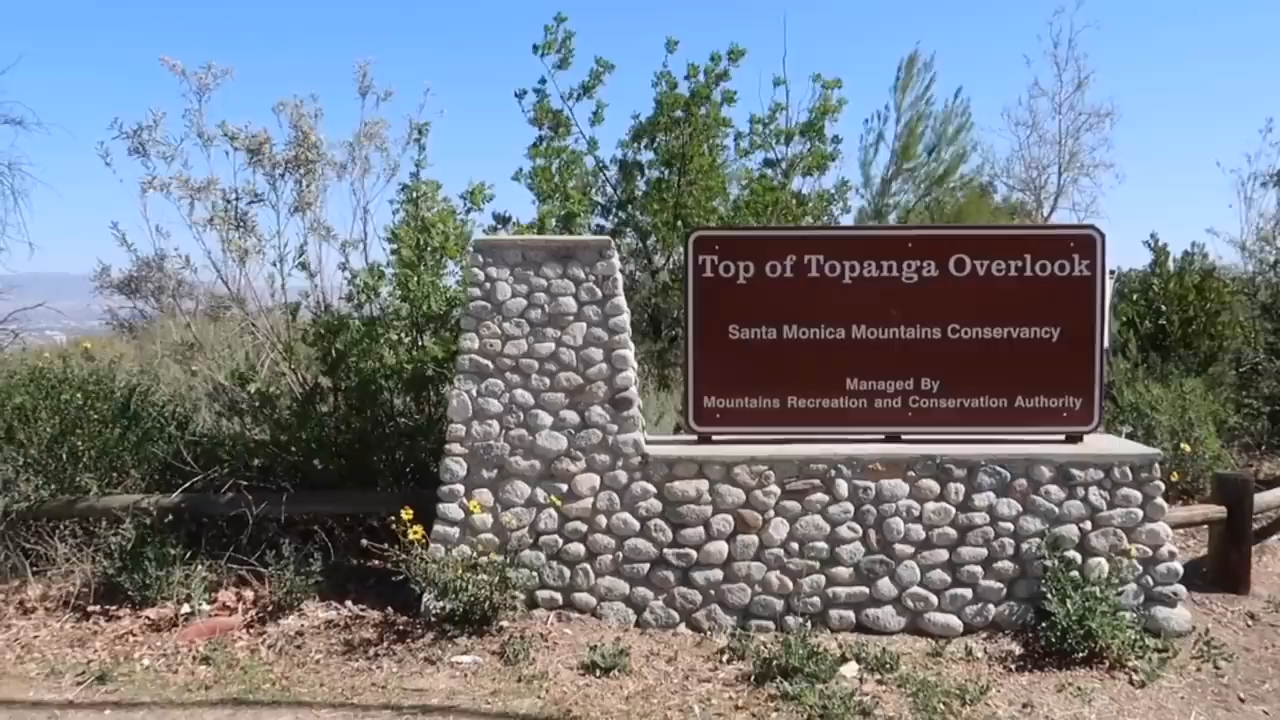 Top of Topanga Overlook
Santa Monica Mountains Conservancy
Managed By
Mountains Recreation and Conservation Authority